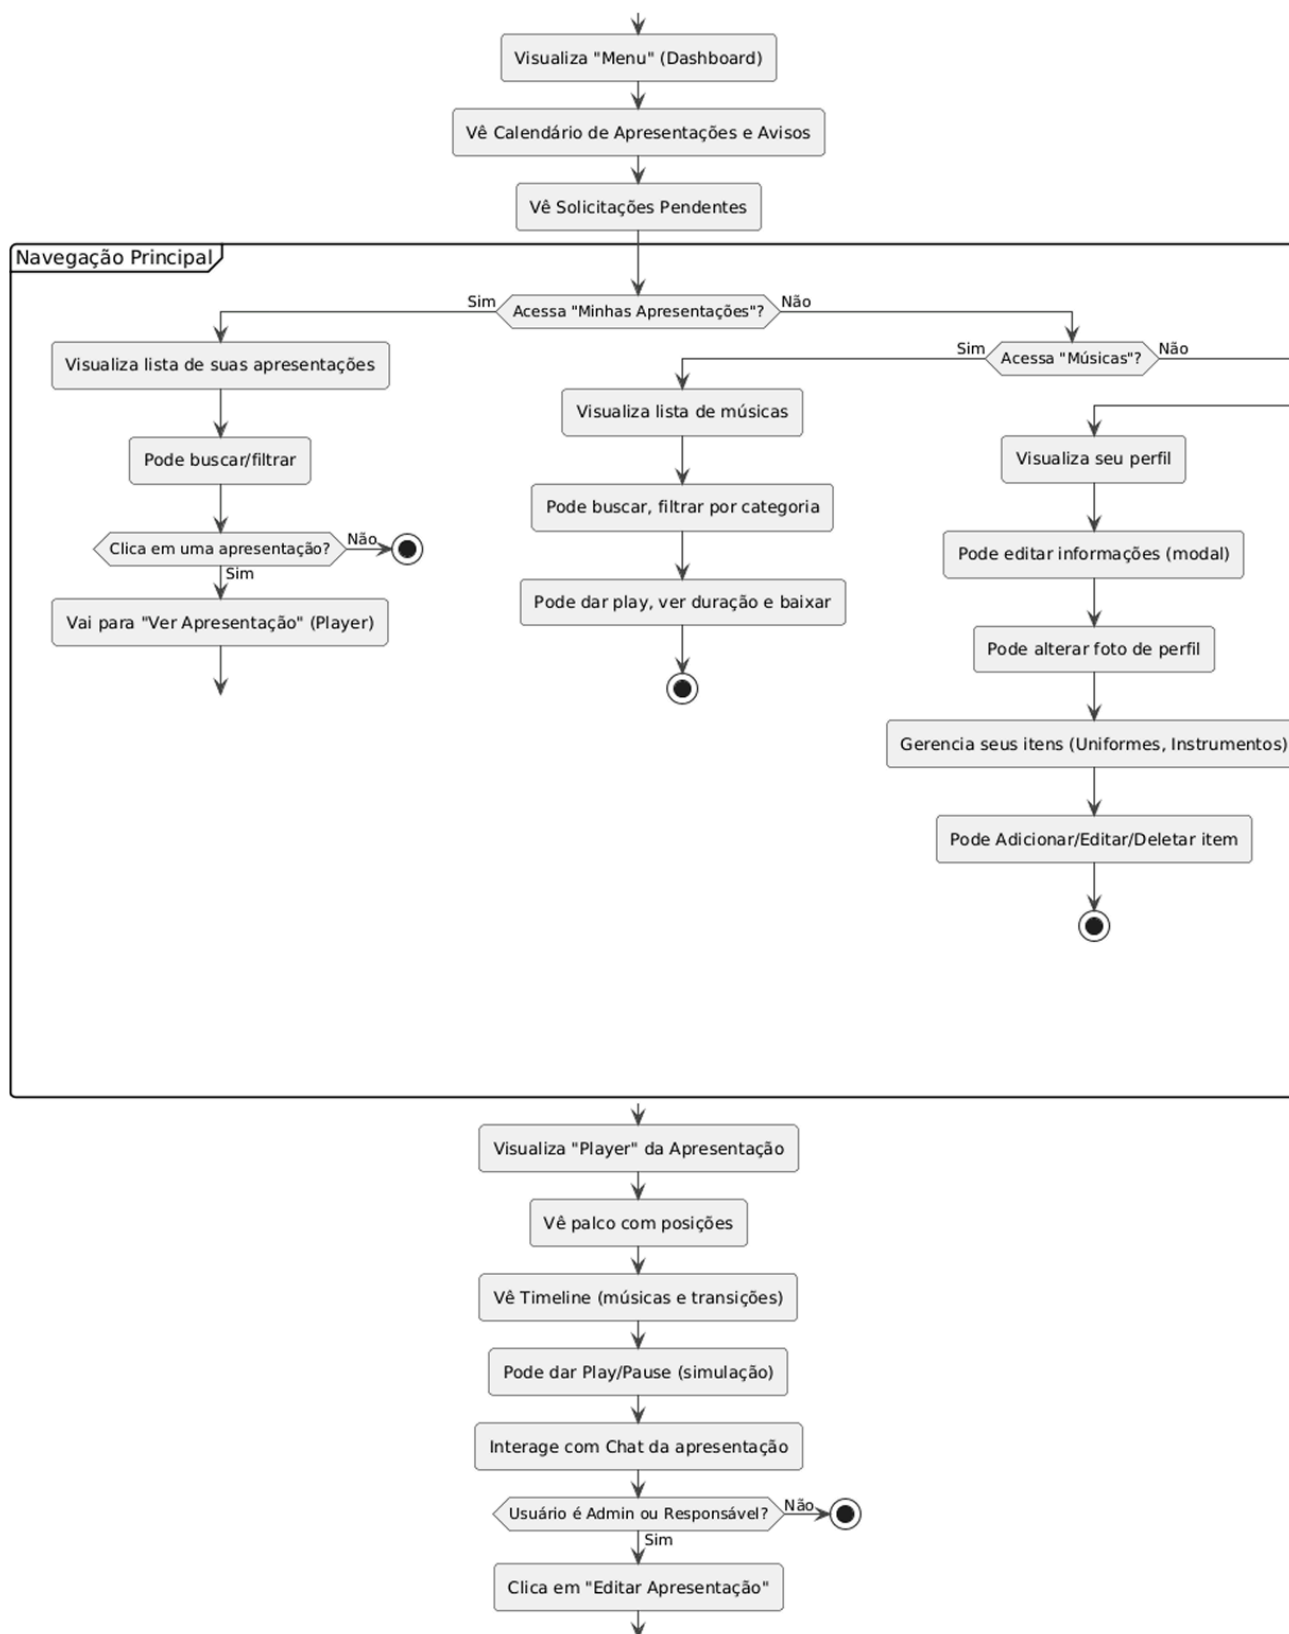 Visualiza "Menu" (Dashboard)
Vê Calendário de Apresentações e Avisos
Vê Solicitações Pendentes
Navegação Principal
Sim
Acessa "Minhas Apresentações"?
Não
Visualiza lista de suas apresentações
Pode buscar/filtrar
Clica em uma apresentação?
Não
Sim
Vai para "Ver Apresentação" (Player)
Sim
Acessa "Músicas"?
Não
Visualiza lista de músicas
Pode buscar, filtrar por categoria
Pode dar play, ver duração e baixar
Visualiza seu perfil
Pode editar informações (modal)
Pode alterar foto de perfil
Gerencia seus itens (Uniformes, Instrumentos)
Pode Adicionar/Editar/Deletar item
Visualiza "Player" da Apresentação
Vê palco com posições
Vê Timeline (músicas e transições)
Pode dar Play/Pause (simulação)
Interage com Chat da apresentação
Usuário é Admin ou Responsável?
Não
Sim
Clica em "Editar Apresentação"